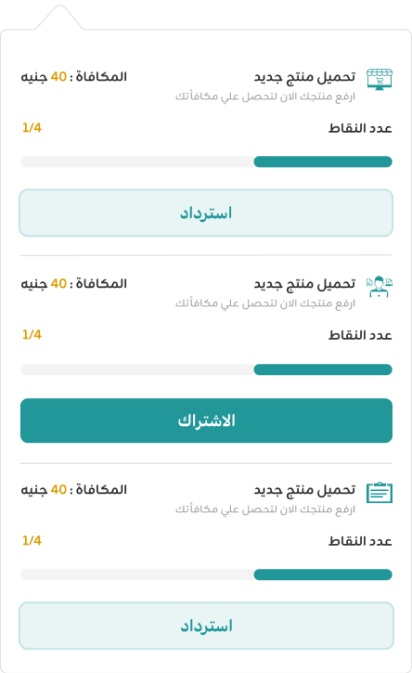 تحميل منتج جديد المكافاة : 40 جنيه
ارفع منتجك الان لتحصل علي مكافأتك
عدد النقاط 1/4
استرداد
تحميل منتج جديد المكافاة : 40 جنيه
ارفع منتجك الان لتحصل علي مكافأتك
عدد النقاط 1/4
الاشتراك
تحميل منتج جديد المكافاة : 40 جنيه
ارفع منتجك الان لتحصل علي مكافأتك
عدد النقاط 1/4
استرداد